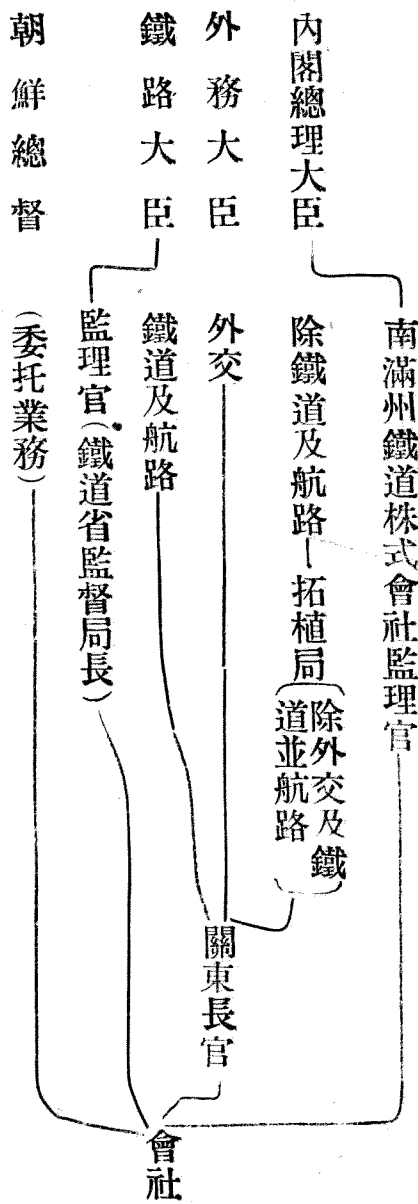 南滿州鐵道株式會社監理官
內閣總理大臣
除鐵道及航路—拓植局(除外交及鐵
道並航路)
外務大臣
外交
關東長官
鐵路大臣
鐵道及航路
監理官(鐵道省監督局長)
會社
朝鮮總督
(委托業務)